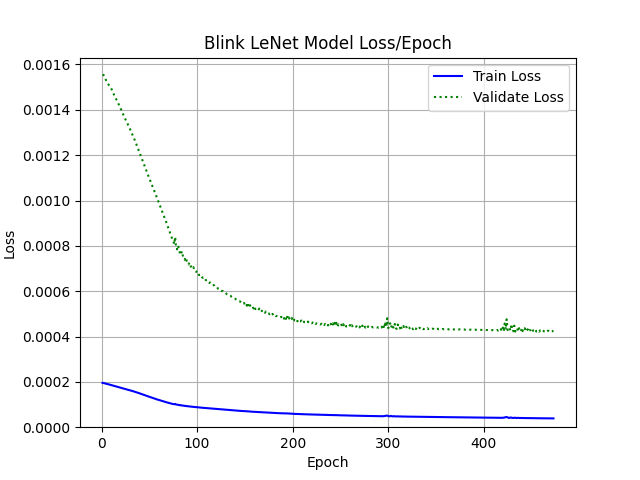 Blink LeNet Model Loss/Epoch
Train Loss
Validate Loss
0.0016
0.0014
0.0012
0.0010
0.0008
0.0006
0.0004
0.0002
0.0000
Loss
0 100 200 300 400
Epoch